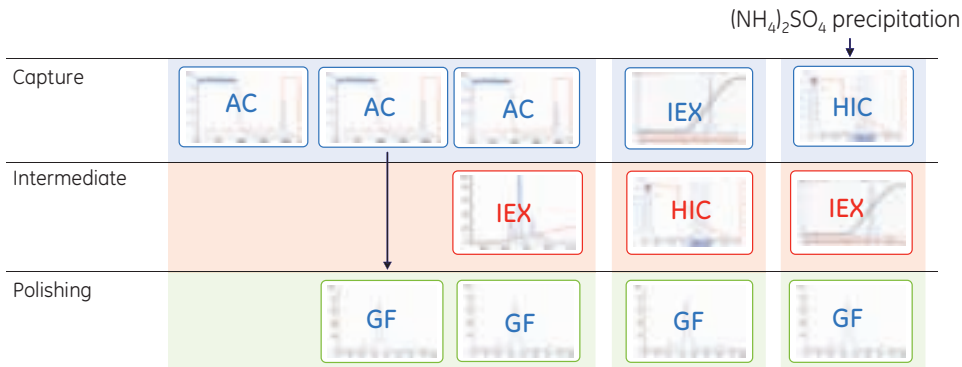 (NH₄)₂SO₄ precipitation
Capture
AC AC AC IEX HIC
Intermediate
IEX HIC IEX
Polishing
GF GF GF GF